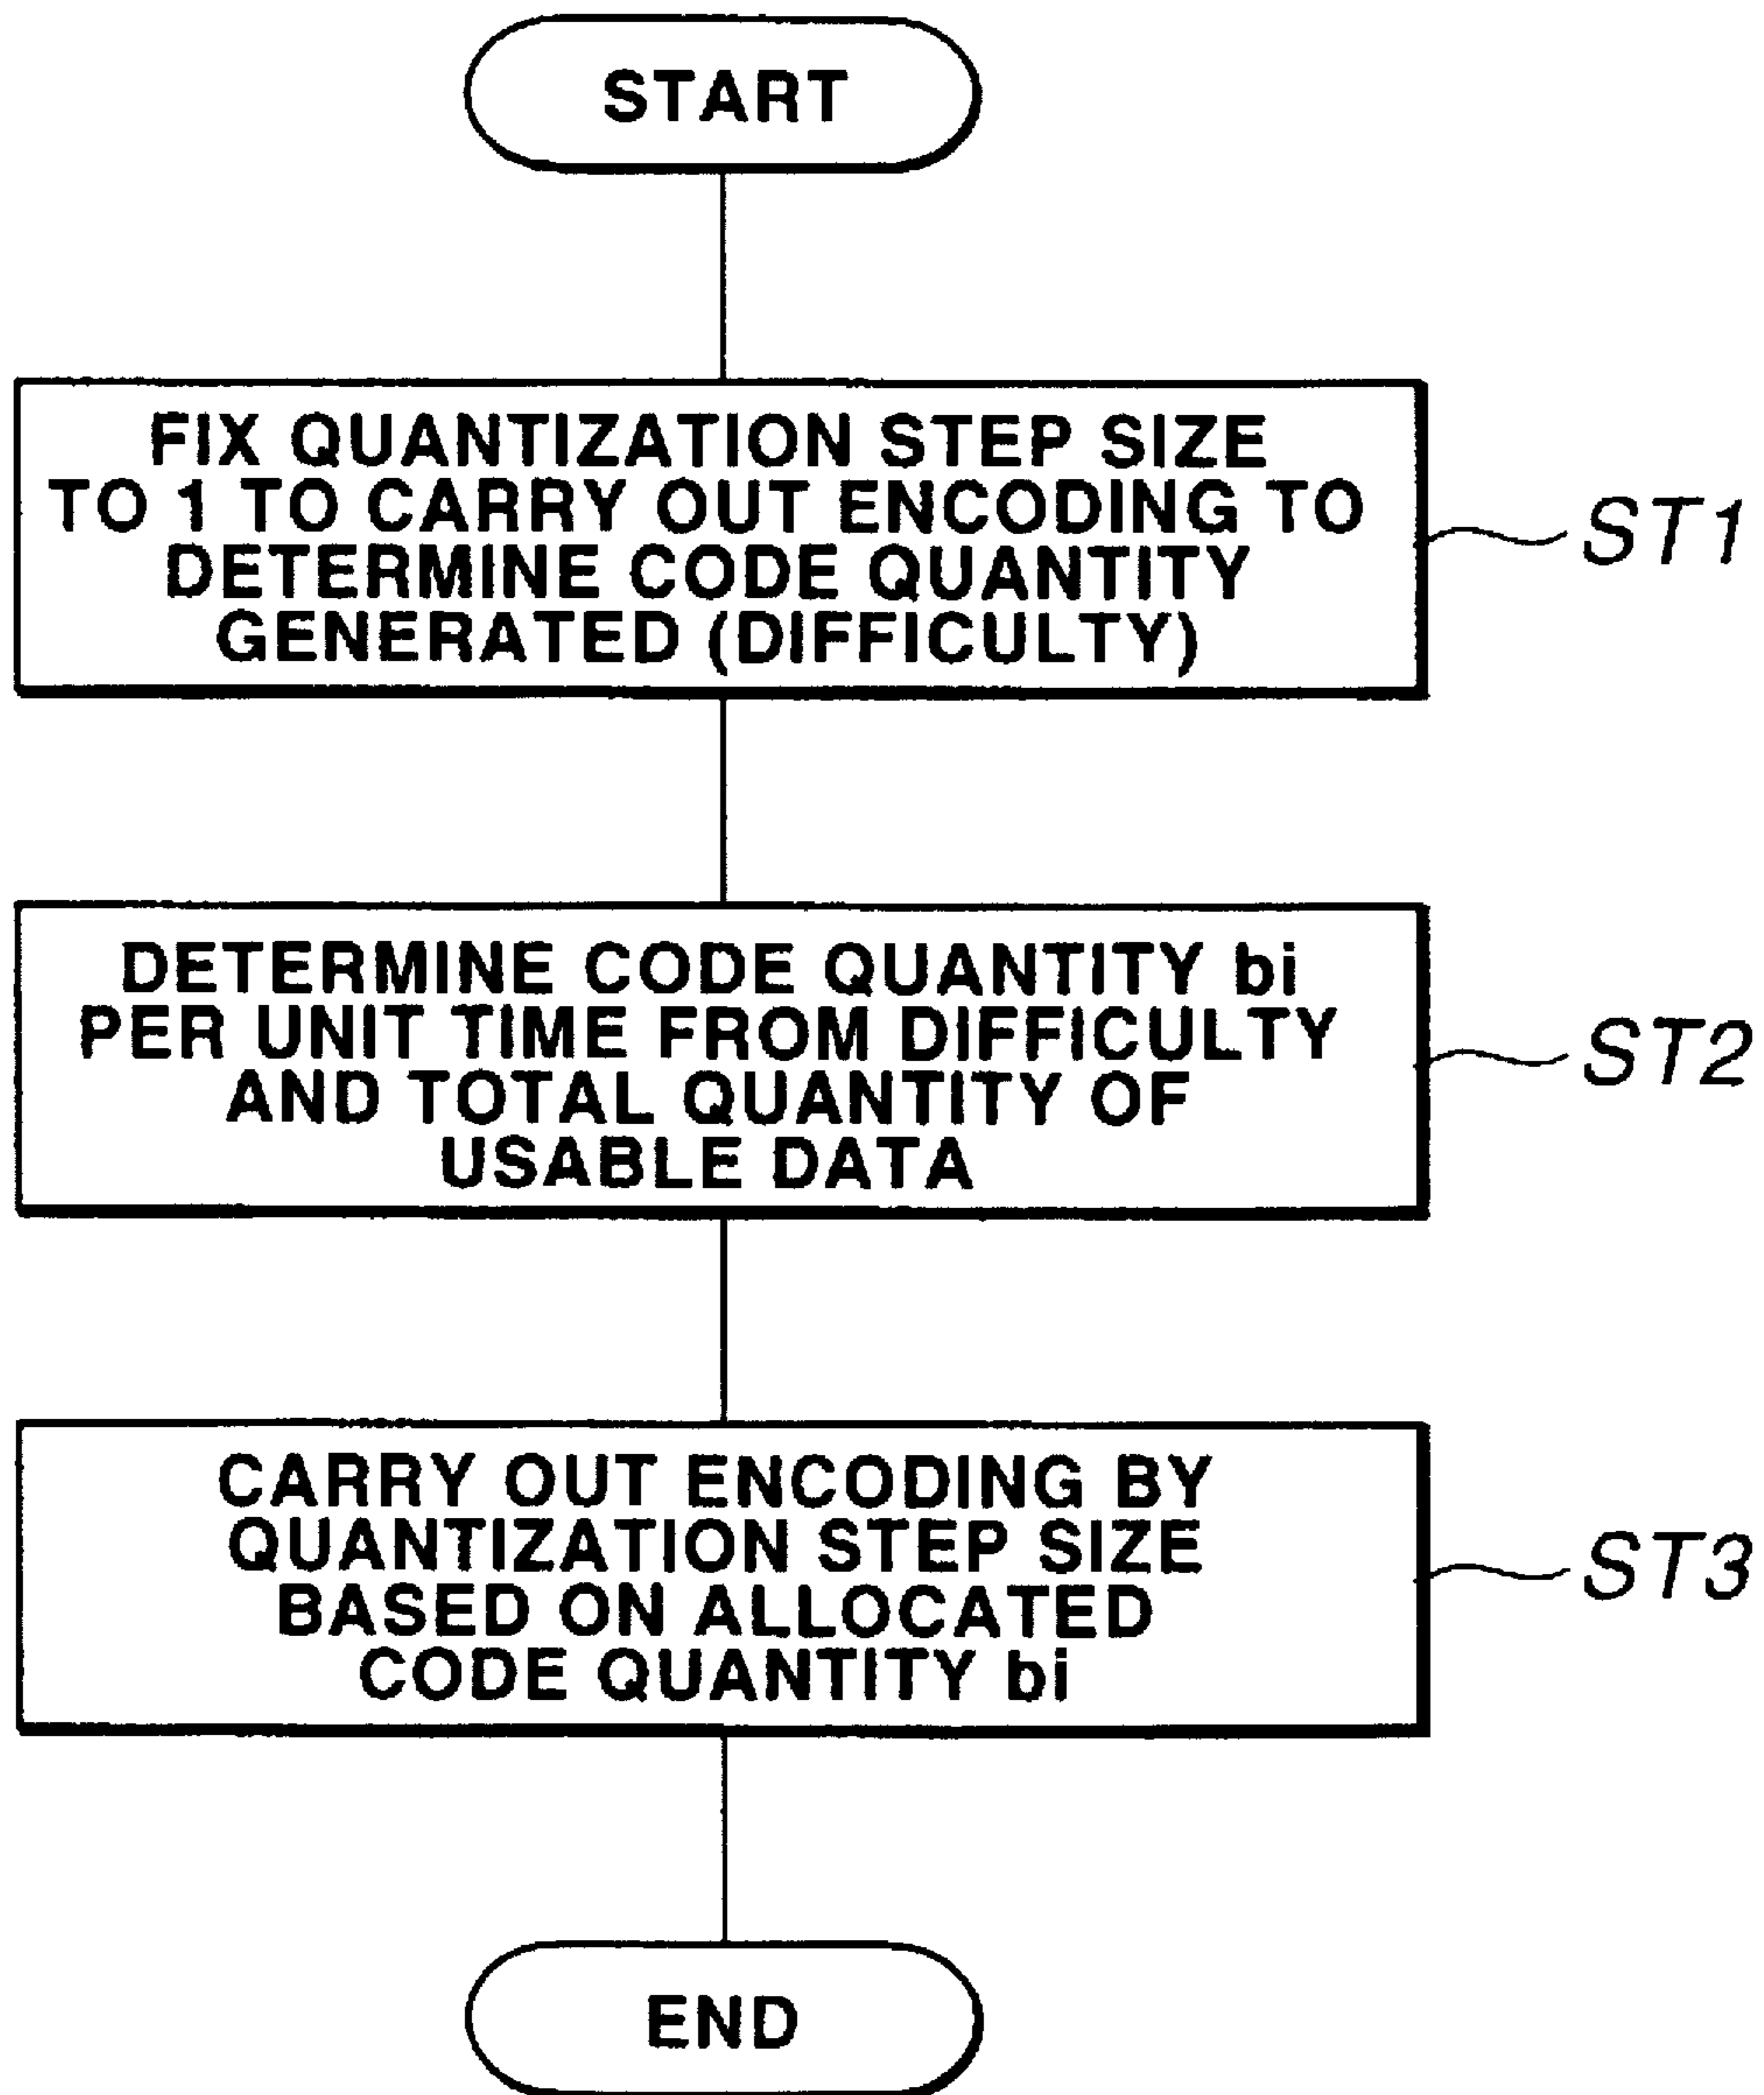 START
FIX QUANTIZATION STEP SIZE
TO 1 TO CARRY OUT ENCODING TO
DETERMINE CODE QUANTITY
GENERATED (DIFFICULTY)
ST1
DETERMINE CODE QUANTITY bi
PER UNIT TIME FROM DIFFICULTY
AND TOTAL QUANTITY OF
USABLE DATA
ST2
CARRY OUT ENCODING BY
QUANTIZATION STEP SIZE
BASED ON ALLOCATED
CODE QUANTITY bi
ST3
END